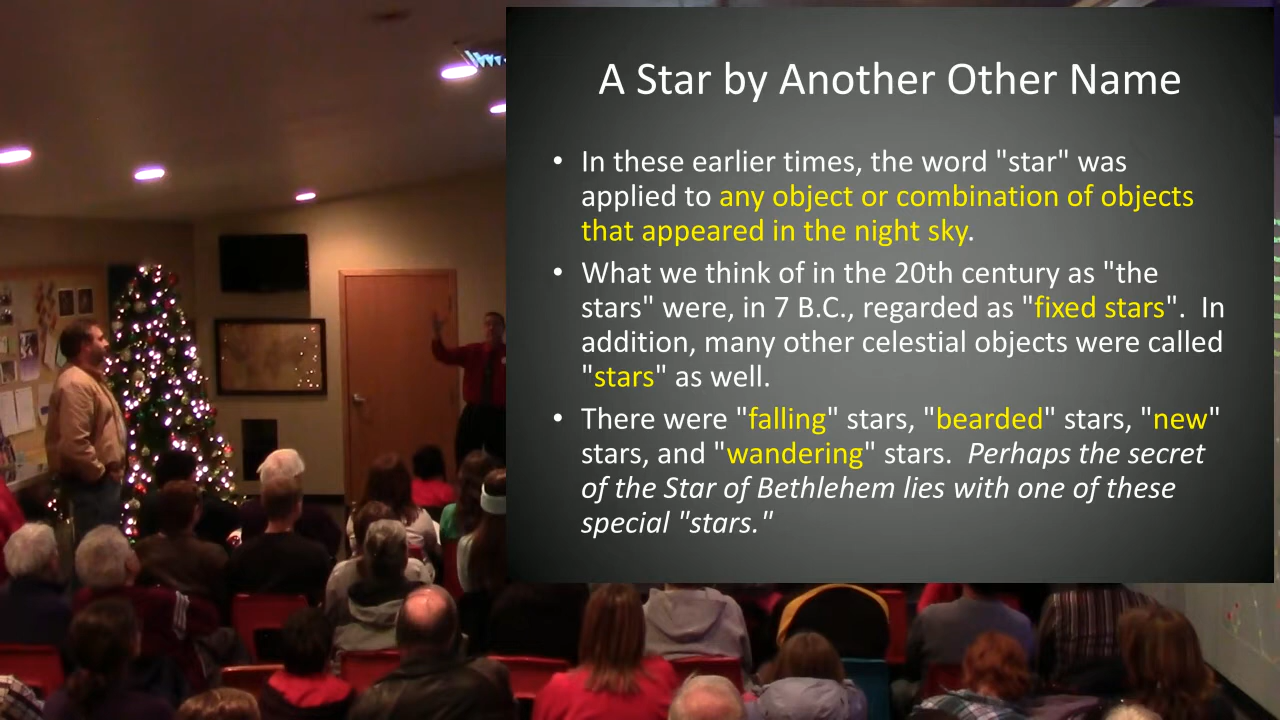 A Star by Another Other Name
• In these earlier times, the word "star" was
applied to any object or combination of objects
that appeared in the night sky.
• What we think of in the 20th century as "the
stars" were, in 7 B.C., regarded as "fixed stars".  In
addition, many other celestial objects were called
"stars" as well.
• There were "falling" stars, "bearded" stars, "new"
stars, and "wandering" stars.  Perhaps the secret
of the Star of Bethlehem lies with one of these
special "stars."